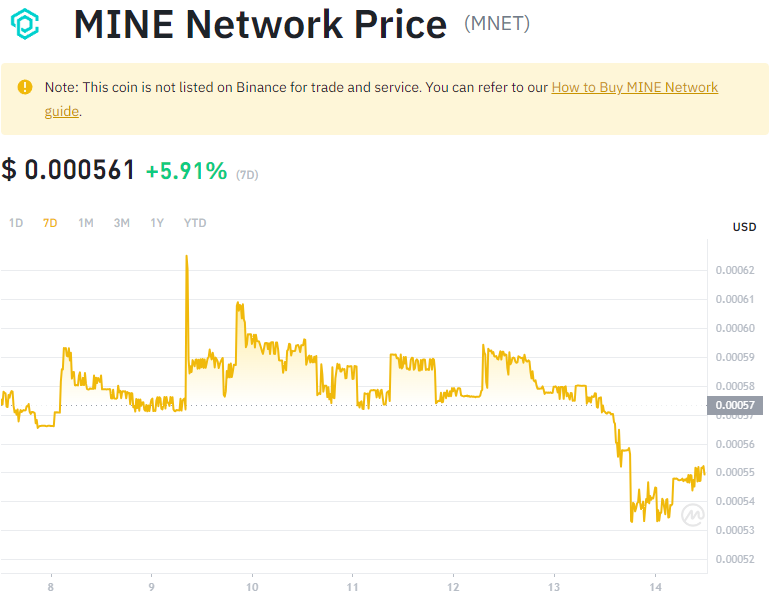 MINE Network Price (MNET)
Note: This coin is not listed on Binance for trade and service. You can refer to our How to Buy MINE Network
guide.
$ 0.000561 +5.91% (7D)
1D 7D 1M 3M 1Y YTD
USD
0.00062
0.00061
0.00060
0.00059
0.00058
0.00057
0.00057
0.00056
0.00055
0.00054
0.00053
0.00052
8 9 10 11 12 13 14